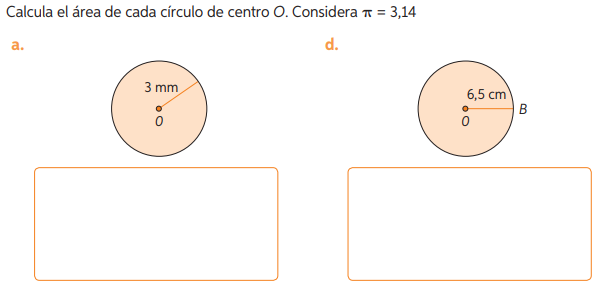 Calcula el área de cada círculo de centro O. Considera π = 3,14
a.
d.
3 mm
O
6,5 cm
O
B